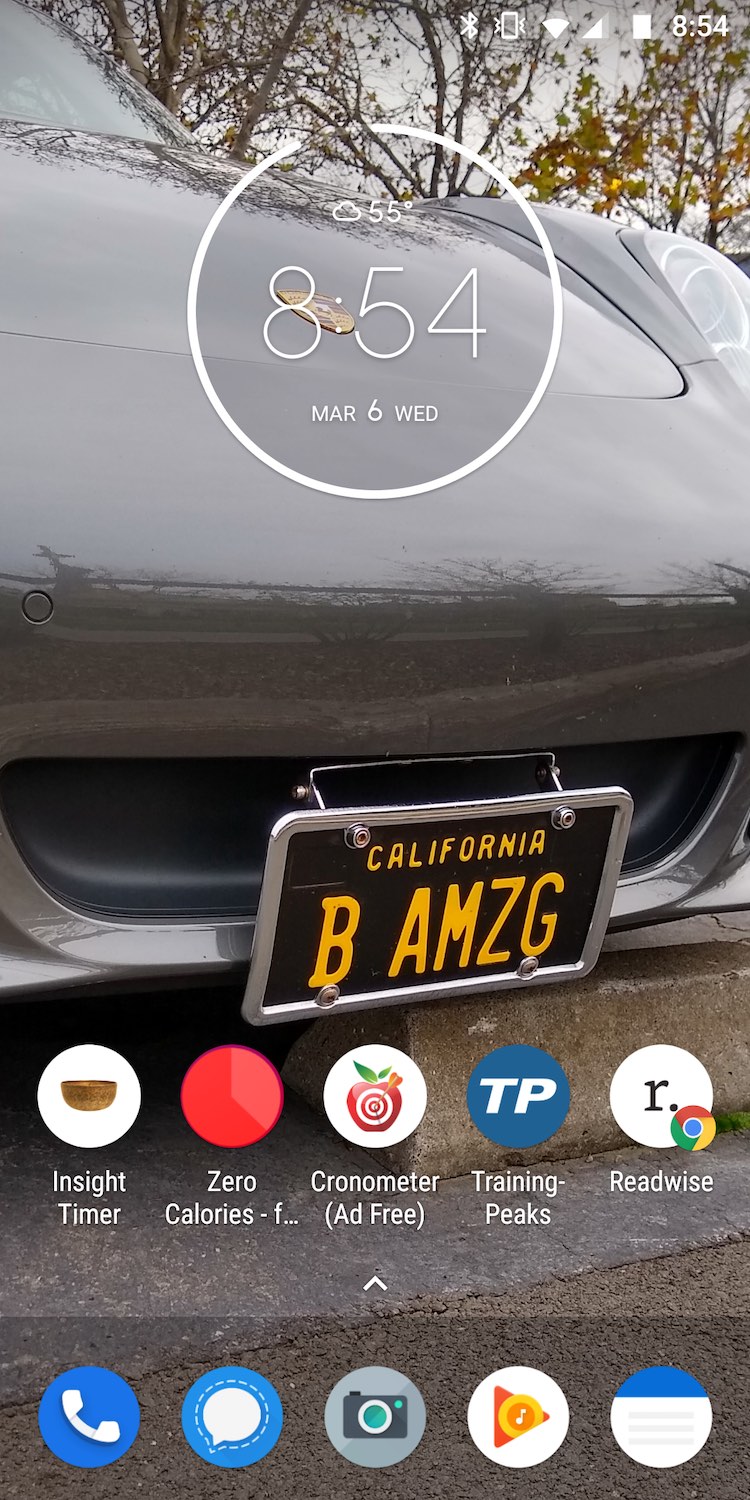 8:54
55°
8:54
MAR 6 WED
CALIFORNIA
B AMZG
Insight
Timer
Zero
Calories - f...
Cronometer
(Ad Free)
TP
Training-
Peaks
r.
Readwise